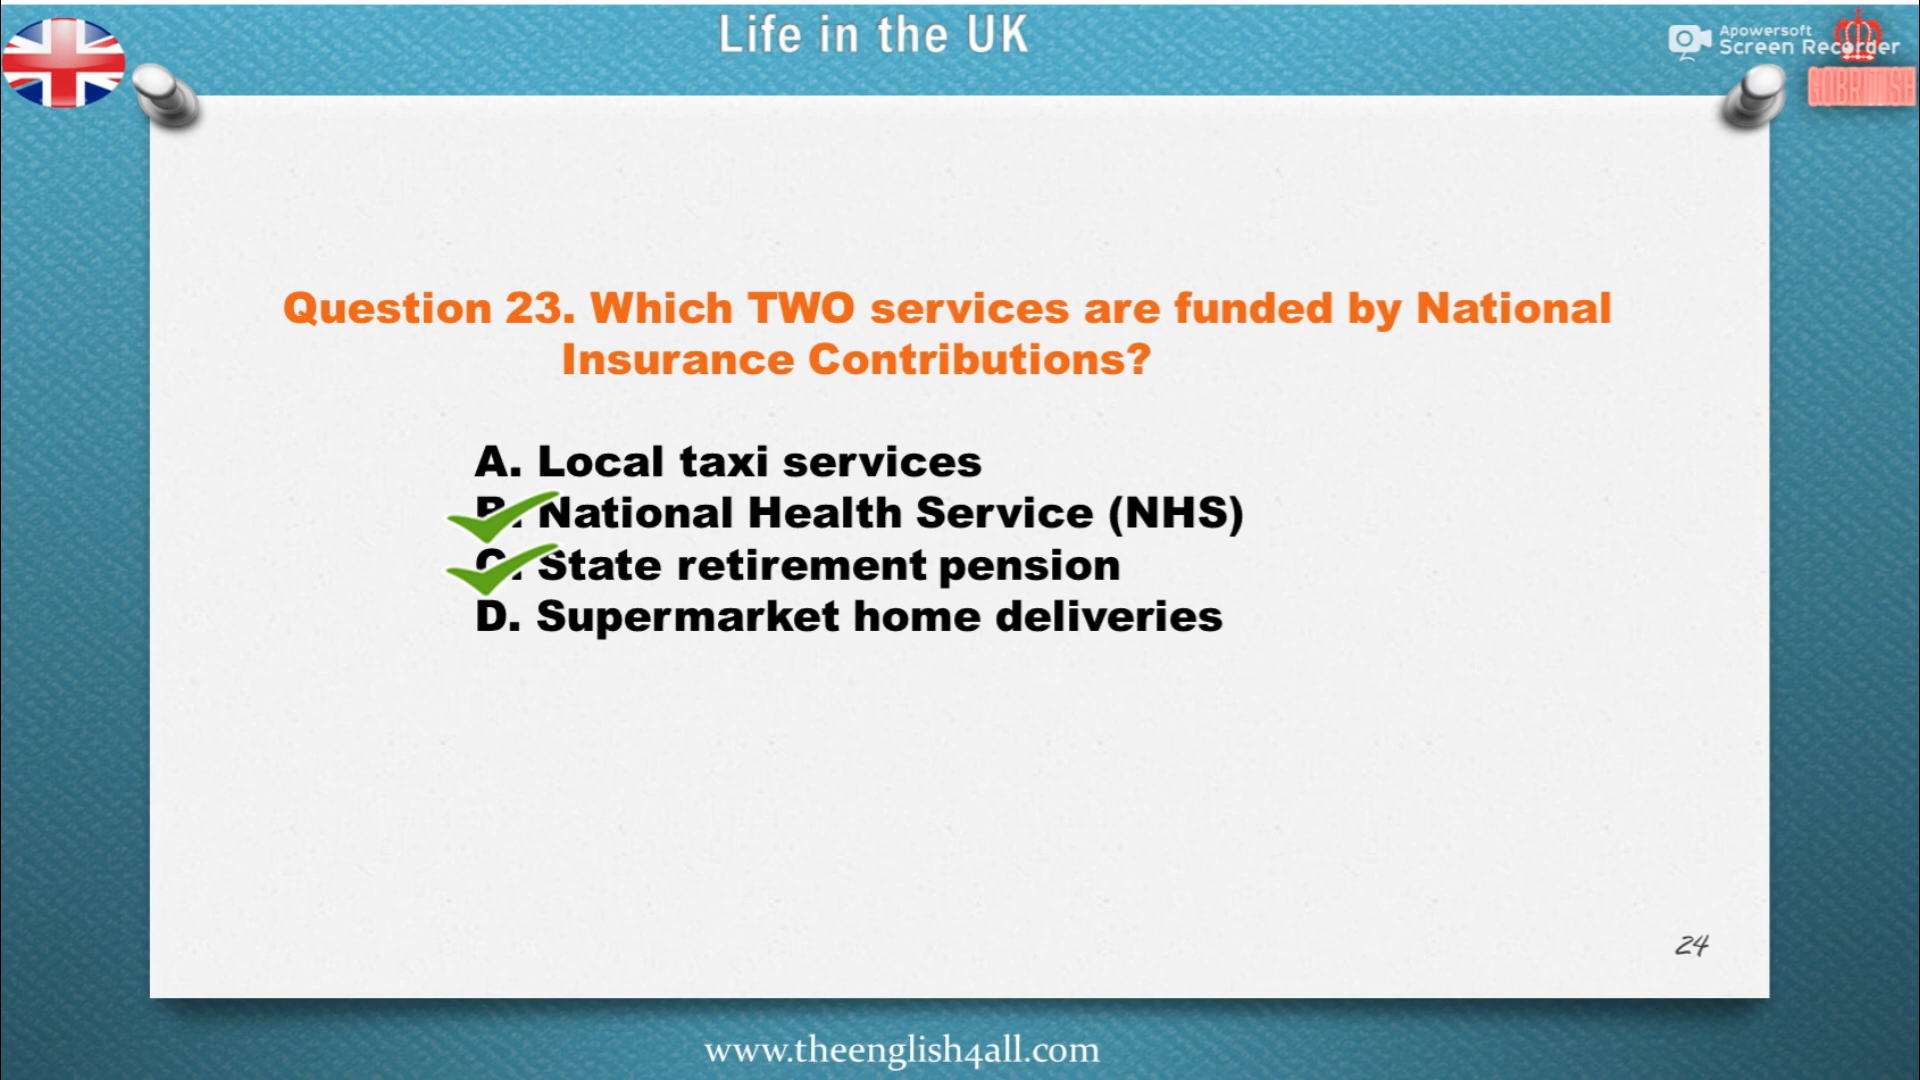 Life in the UK
Apowersoft
Screen Recorder
GOBRITISH
Question 23. Which TWO services are funded by National
Insurance Contributions?
A. Local taxi services
B. National Health Service (NHS)
C. State retirement pension
D. Supermarket home deliveries
24
www.theenglish4all.com